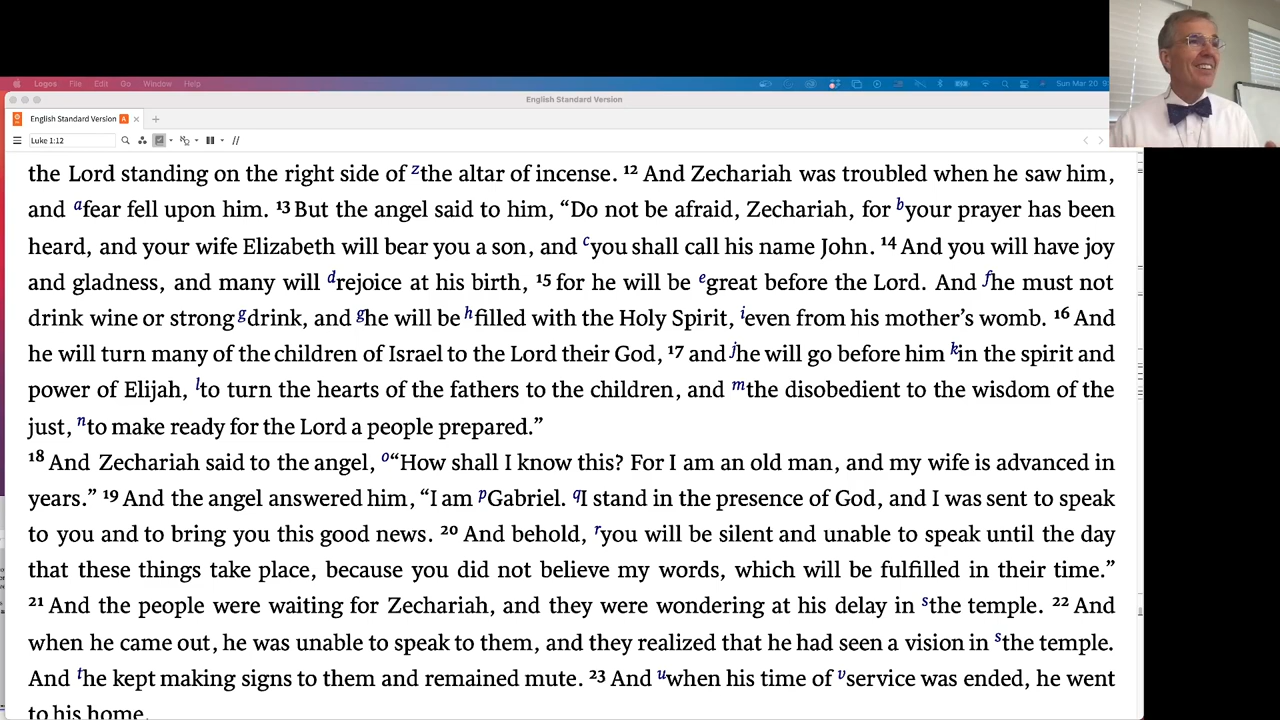 Logos File Edit Go Window Help Sun Mar 20
English Standard Version
English Standard Version A
Luke 1:12
the Lord standing on the right side of zthe altar of incense. 12 And Zechariah was troubled when he saw him,
and afear fell upon him. 13 But the angel said to him, “Do not be afraid, Zechariah, for byour prayer has been
heard, and your wife Elizabeth will bear you a son, and cyou shall call his name John. 14 And you will have joy
and gladness, and many will drejoice at his birth, 15 for he will be egreat before the Lord. And fhe must not
drink wine or strong gdrink, and ghe will be hfilled with the Holy Spirit, ieven from his mother’s womb. 16 And
he will turn many of the children of Israel to the Lord their God, 17 and jhe will go before him kin the spirit and
power of Elijah, lto turn the hearts of the fathers to the children, and mthe disobedient to the wisdom of the
just, nto make ready for the Lord a people prepared.”
18 And Zechariah said to the angel, o“How shall I know this? For I am an old man, and my wife is advanced in
years.” 19 And the angel answered him, “I am pGabriel. qI stand in the presence of God, and I was sent to speak
to you and to bring you this good news. 20 And behold, ryou will be silent and unable to speak until the day
that these things take place, because you did not believe my words, which will be fulfilled in their time.”
21 And the people were waiting for Zechariah, and they were wondering at his delay in sthe temple. 22 And
when he came out, he was unable to speak to them, and they realized that he had seen a vision in sthe temple.
And the kept making signs to them and remained mute. 23 And uwhen his time of vservice was ended, he went
to his home.